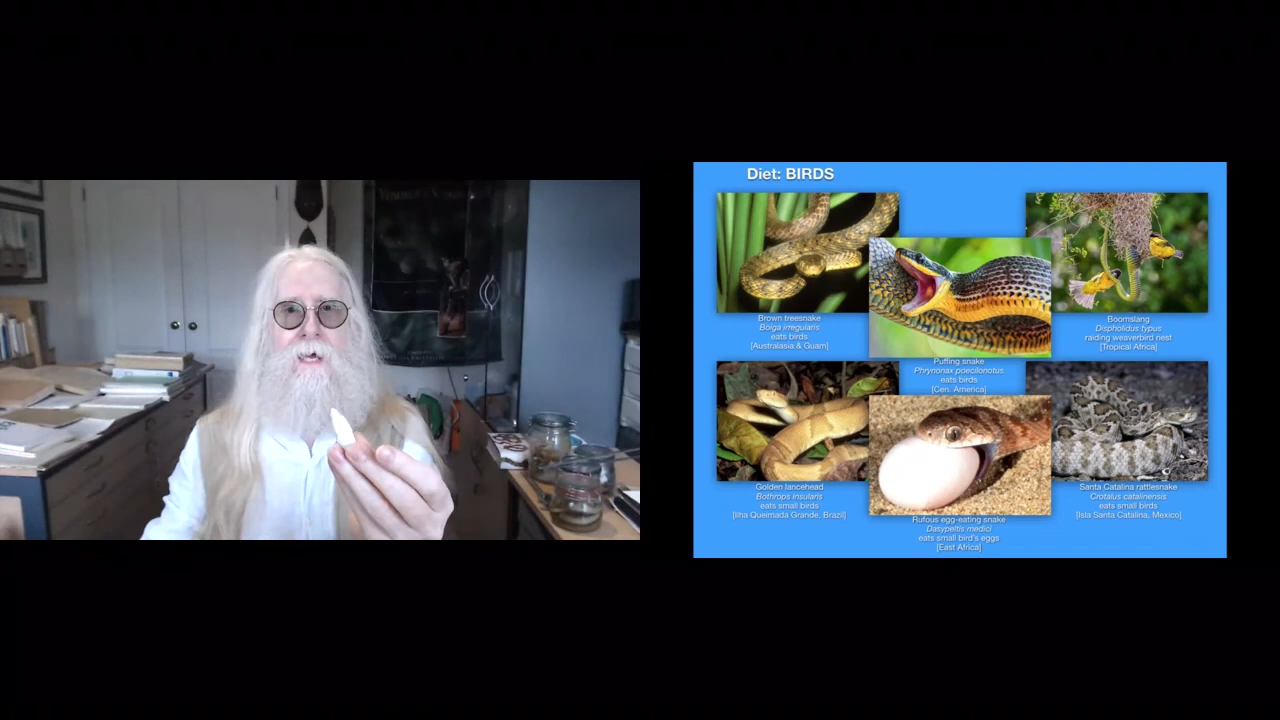 Diet: BIRDS
Brown treesnake
Boiga irregularis
eats birds
[Australasia & Guam]
Puffing snake
Phrynonax poecilonotus
eats birds
[Cen. America]
Boomslang
Dispholidus typus
raiding weaverbird nest
[Tropical Africa]
Golden lancehead
Bothrops insularis
eats small birds
[Ilha Queimada Grande, Brazil]
Rufous egg-eating snake
Dasypeltis medici
eats small bird's eggs
[East Africa]
Santa Catalina rattlesnake
Crotalus catalinensis
eats small birds
[Isla Santa Catalina, Mexico]